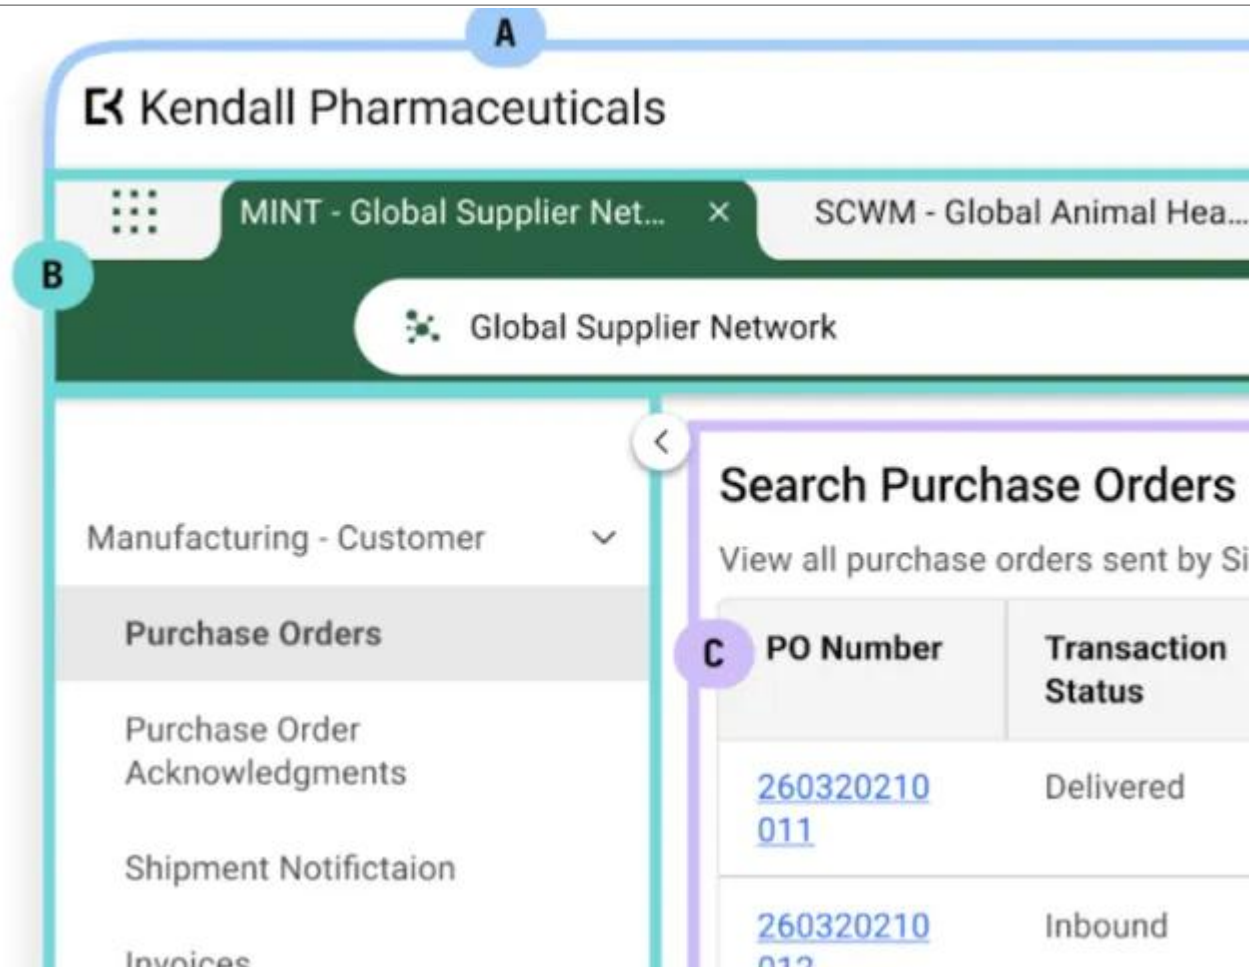 A
Kendall Pharmaceuticals
MINT - Global Supplier Net... × SCWM - Global Animal Hea...
B
Global Supplier Network
Search Purchase Orders
Manufacturing - Customer
View all purchase orders sent by Si
Purchase Orders
C PO Number Transaction
Status
Purchase Order
Acknowledgments
260320210 Delivered
011
Shipment Notifictaion
260320210 Inbound
Invoices
012